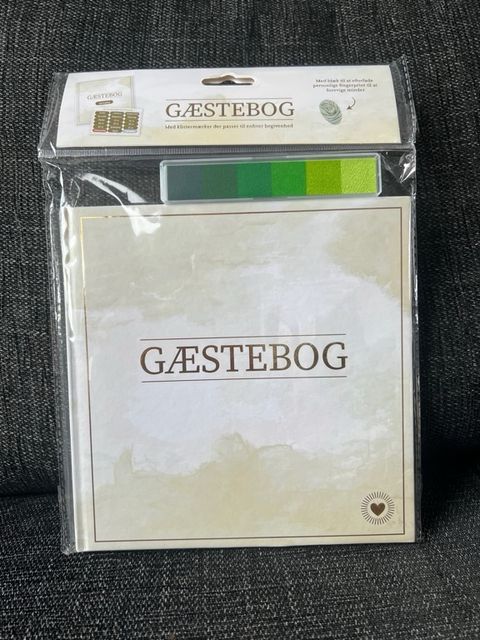 GÆSTEBOG
GÆSTEBOG
Med klistermærker der passer til enhver begivenhed
Med blæk til at efterlade
personlige fingerprint til at
forevige minder
GÆSTEBOG